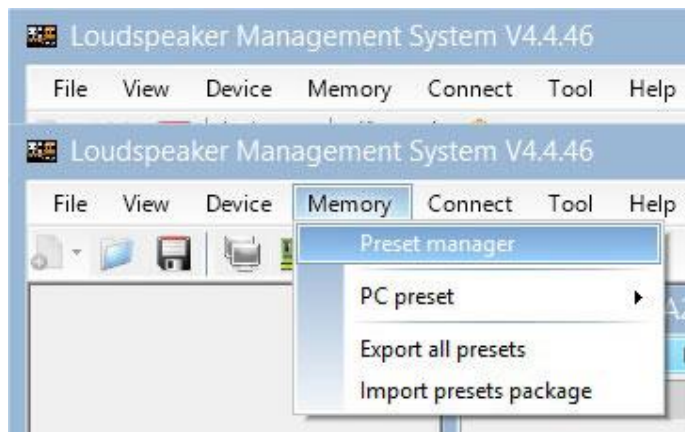 Loudspeaker Management System V4.4.46
File View Device Memory Connect Tool Help
Loudspeaker Management System V4.4.46
File View Device Memory Connect Tool Help
Preset manager
PC preset
Export all presets
Import presets package